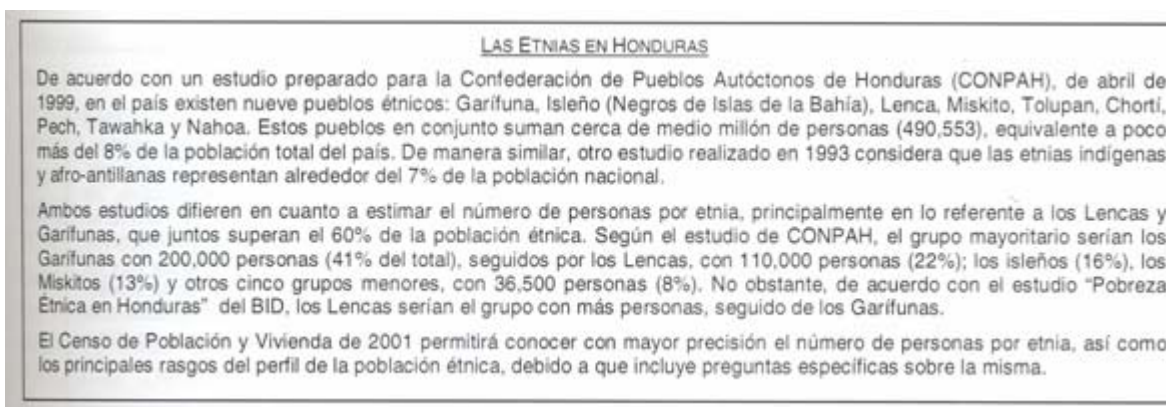 LAS ETNIAS EN HONDURAS
De acuerdo con un estudio preparado para la Confederación de Pueblos Autóctonos de Honduras (CONPAH), de abril de
1999, en el país existen nueve pueblos étnicos: Garífuna, Isleño (Negros de Islas de la Bahía), Lenca, Miskito, Tolupan, Chortí,
Pech, Tawahka y Nahoa. Estos pueblos en conjunto suman cerca de medio millón de personas (490,553), equivalente a poco
más del 8% de la población total del país. De manera similar, otro estudio realizado en 1993 considera que las etnias indígenas
y afro-antillanas representan alrededor del 7% de la población nacional.
Ambos estudios difieren en cuanto a estimar el número de personas por etnia, principalmente en lo referente a los Lencas y
Garífunas, que juntos superan el 60% de la población étnica. Según el estudio de CONPAH, el grupo mayoritario serían los
Garífunas con 200,000 personas (41% del total), seguidos por los Lencas, con 110,000 personas (22%); los isleños (16%), los
Miskitos (13%) y otros cinco grupos menores, con 36,500 personas (8%). No obstante, de acuerdo con el estudio "Pobreza
Étnica en Honduras" del BID, los Lencas serían el grupo con más personas, seguido de los Garífunas.
El Censo de Población y Vivienda de 2001 permitirá conocer con mayor precisión el número de personas por etnia, así como
los principales rasgos del perfil de la población étnica, debido a que incluye preguntas específicas sobre la misma.